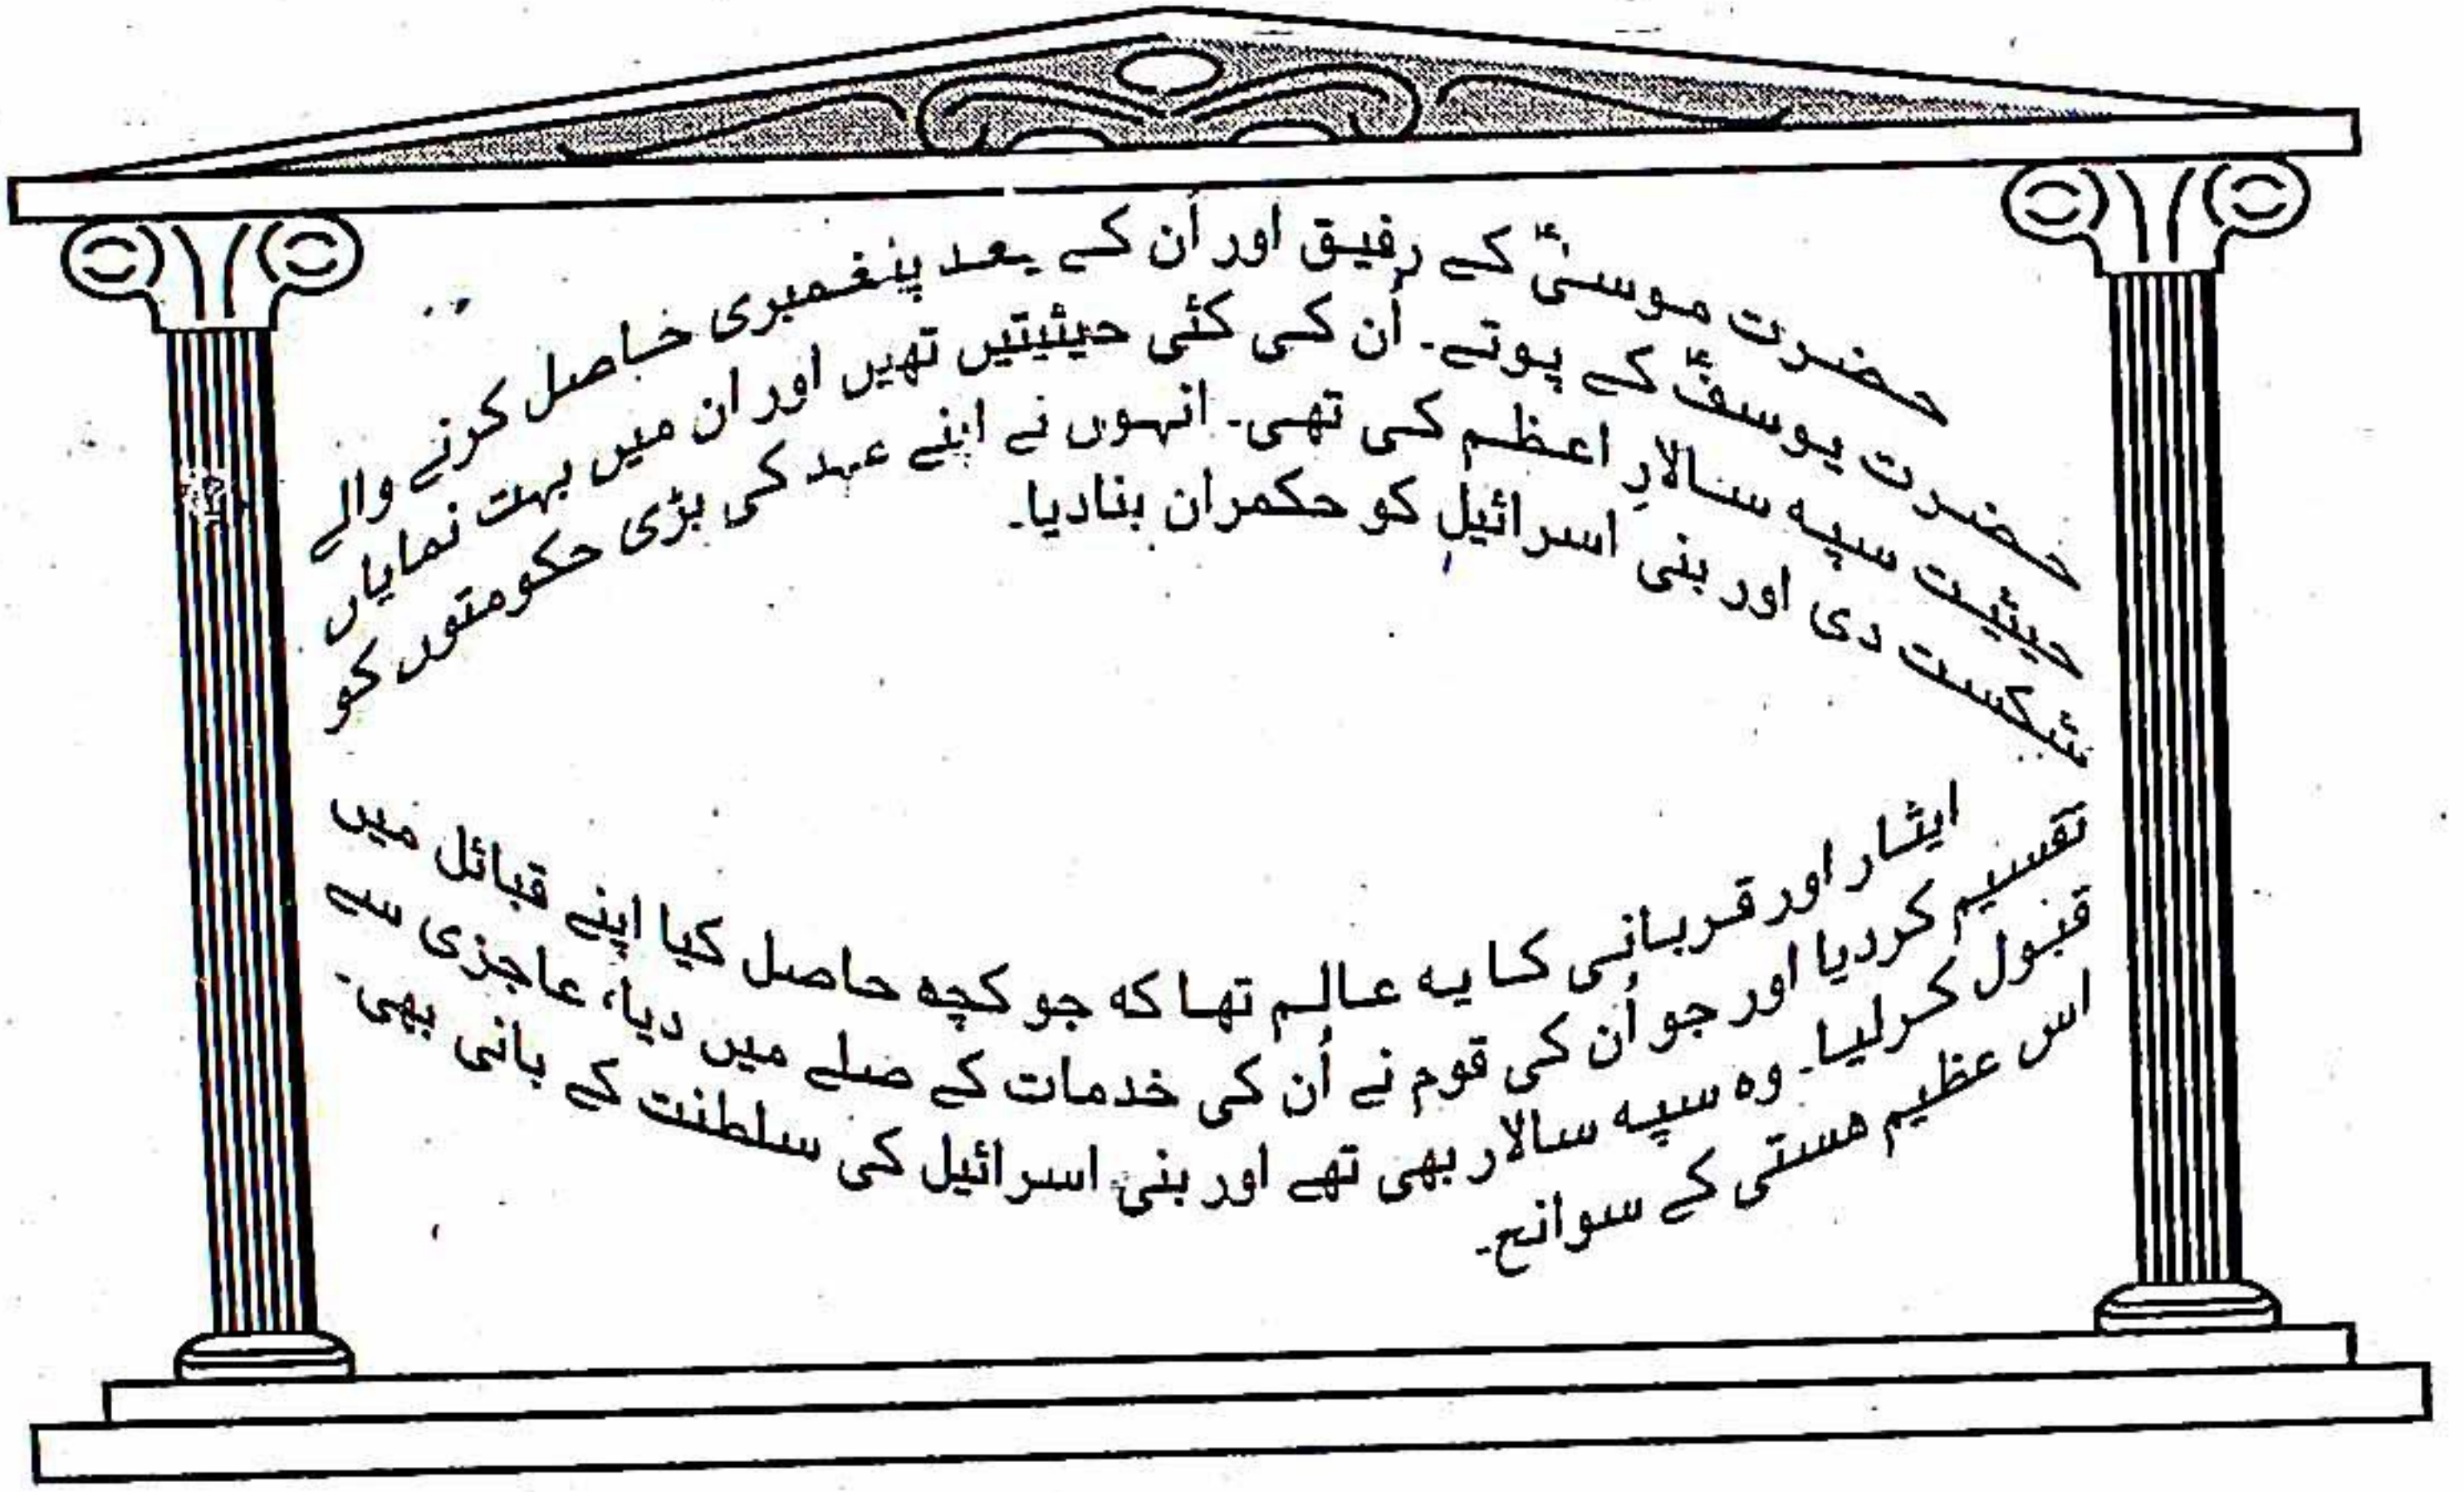 حضرت موسیٰؑ کے رفیق اور اُن کے بعد پیغمبری حاصل کرنے والے
حضرت یوسفؑ کے پوتے۔ اُن کی کئی حیثیتیں تھیں اور ان میں بہت نمایاں
حیثیت سپہ سالارِ اعظم کی تھی۔ انہوں نے اپنے عہد کی بڑی حکومتوں کو
شکست دی اور بنی اسرائیل کو حکمران بنادیا۔
ایثار اور قربانی کا یہ عالم تھا کہ جو کچھ حاصل کیا اپنے قبائل میں
تقسیم کردیا اور جو اُن کی قوم نے اُن کی خدمات کے صلے میں دیا، عاجزی سے
قبول کرلیا۔ وہ سپہ سالار بھی تھے اور بنی اسرائیل کی سلطنت کے بانی بھی۔
اس عظیم ہستی کے سوانح۔